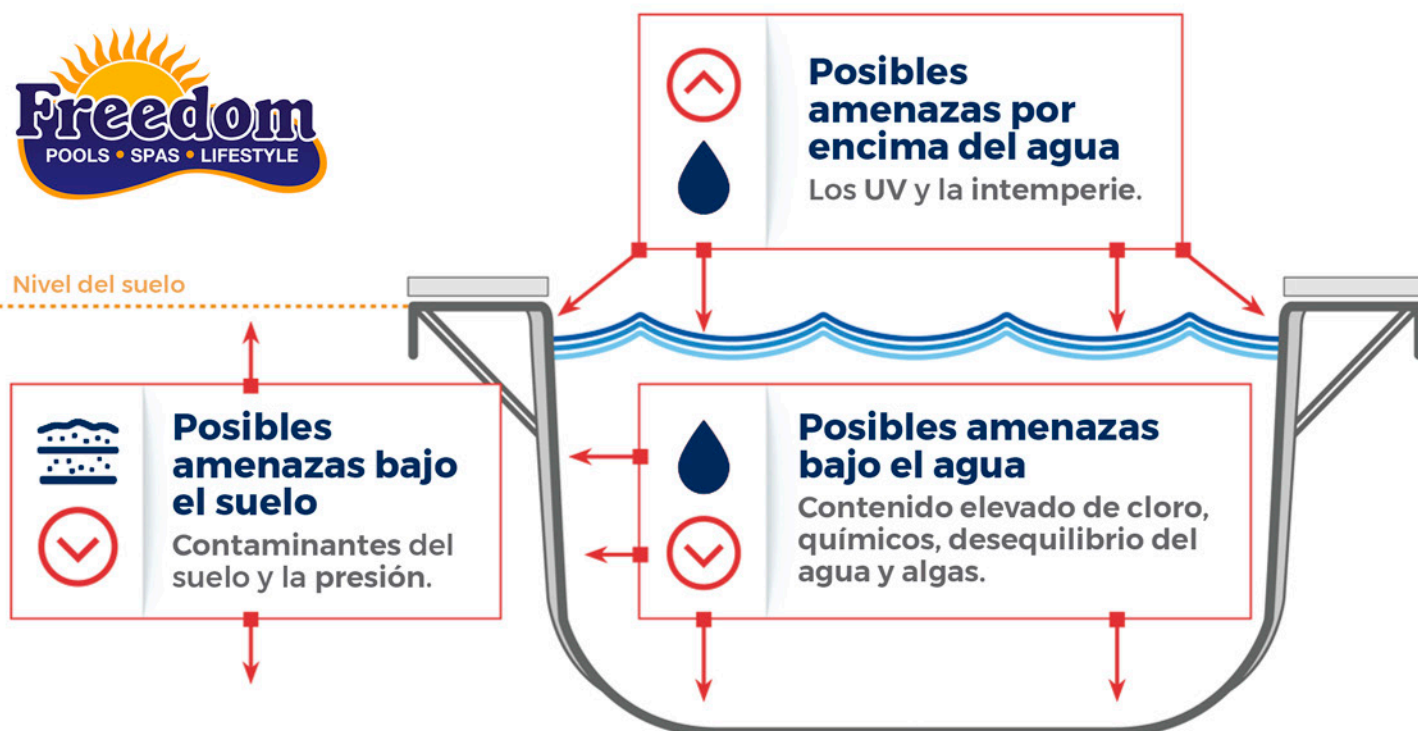 Freedom
POOLS • SPAS • LIFESTYLE
Posibles
amenazas por
encima del agua
Los UV y la intemperie.
Nivel del suelo
Posibles
amenazas bajo
el suelo
Contaminantes del
suelo y la presión.
Posibles amenazas
bajo el agua
Contenido elevado de cloro,
químicos, desequilibrio del
agua y algas.